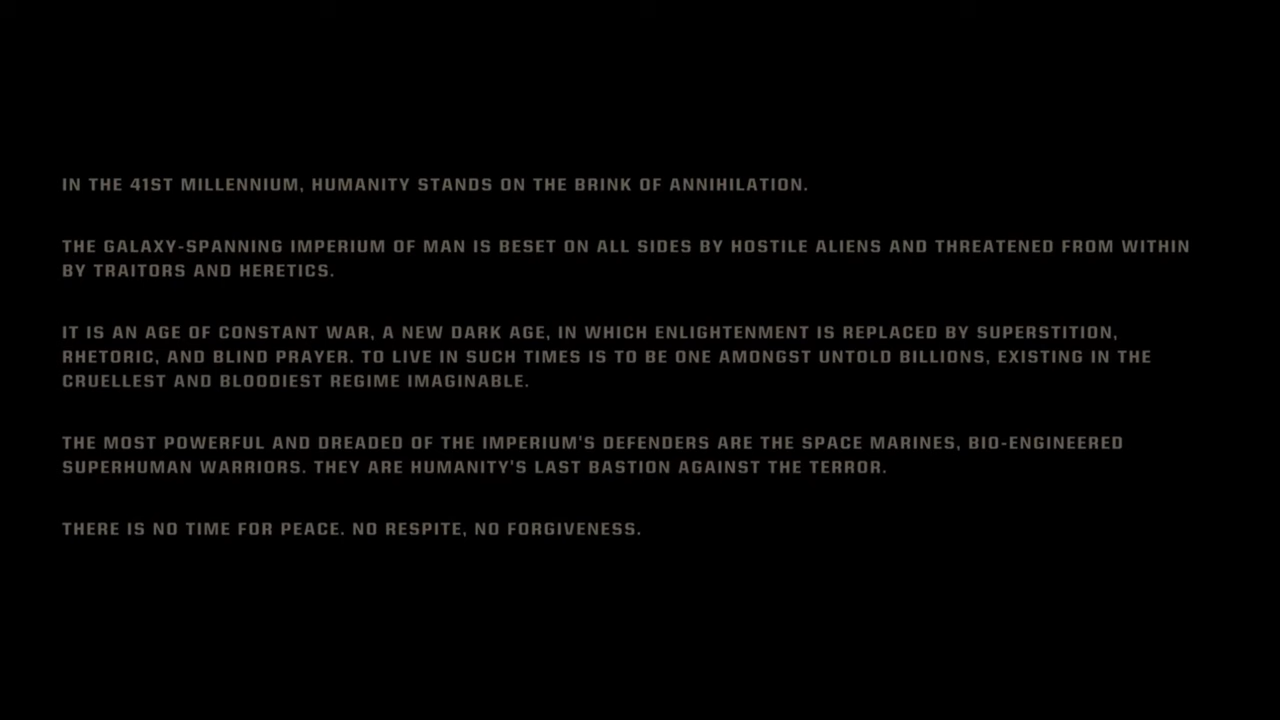 IN THE 41ST MILLENNIUM, HUMANITY STANDS ON THE BRINK OF ANNIHILATION.
THE GALAXY-SPANNING IMPERIUM OF MAN IS BESET ON ALL SIDES BY HOSTILE ALIENS AND THREATENED FROM WITHIN
BY TRAITORS AND HERETICS.
IT IS AN AGE OF CONSTANT WAR, A NEW DARK AGE, IN WHICH ENLIGHTENMENT IS REPLACED BY SUPERSTITION,
RHETORIC, AND BLIND PRAYER. TO LIVE IN SUCH TIMES IS TO BE ONE AMONGST UNTOLD BILLIONS, EXISTING IN THE
CRUELLEST AND BLOODIEST REGIME IMAGINABLE.
THE MOST POWERFUL AND DREADED OF THE IMPERIUM'S DEFENDERS ARE THE SPACE MARINES, BIO-ENGINEERED
SUPERHUMAN WARRIORS. THEY ARE HUMANITY'S LAST BASTION AGAINST THE TERROR.
THERE IS NO TIME FOR PEACE. NO RESPITE, NO FORGIVENESS.